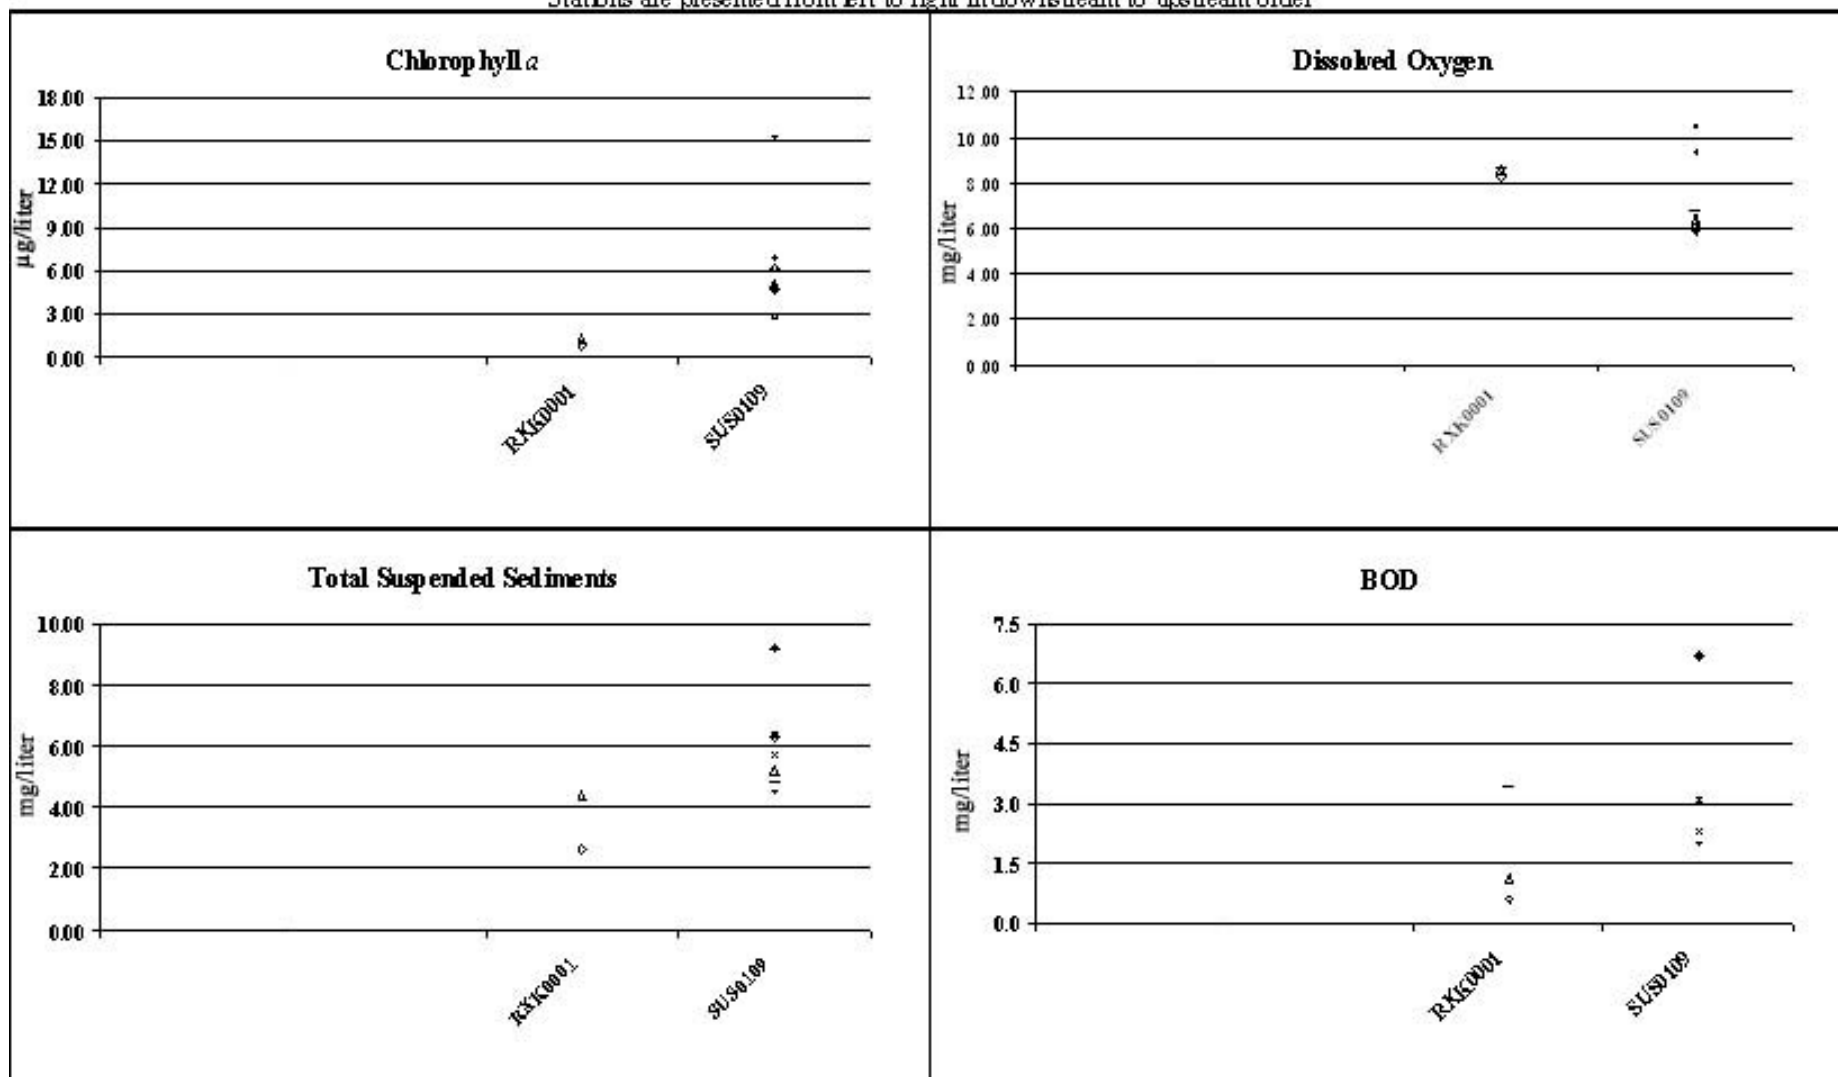 Stations are presented from left to right in downstream to upstream order
Chlorophyll a
18.00
15.00
12.00
9.00
6.00
3.00
0.00
µg/liter
RXK0001
SUS0109
Dissolved Oxygen
12.00
10.00
8.00
6.00
4.00
2.00
0.00
mg/liter
RXK0001
SUS0109
Total Suspended Sediments
10.00
8.00
6.00
4.00
2.00
0.00
mg/liter
RXK0001
SUS0109
BOD
7.5
6.0
4.5
3.0
1.5
0.0
mg/liter
RXK0001
SUS0109